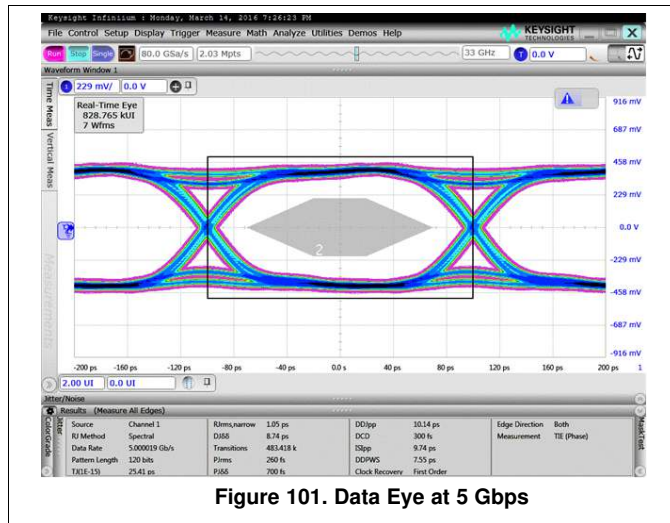 Keysight Infiniium : Monday, March 14, 2016 7:26:23 PM
File Control Setup Display Trigger Measure Math Analyze Utilities Demos Help
KEYSIGHT
TECHNOLOGIES
Run Stop Single 80.0 GSa/s 2.03 Mpts 33 GHz T 0.0 V
Waveform Window 1
1 229 mV/ 0.0 V
Time Meas
Vertical Meas
Measurements
Real-Time Eye
828.765 kUI
7 Wfms
916 mV
687 mV
458 mV
229 mV
0.0 V
-229 mV
-458 mV
-687 mV
-916 mV
2
-200 ps -160 ps -120 ps -80 ps -40 ps 0.0 s 40 ps 80 ps 120 ps 160 ps 200 ps 1
2.00 UI 0.0 UI
Jitter/Noise
Results (Measure All Edges)
ColorGrade
Jitter
MaskTest
Source Channel 1 RJrms,narrow 1.05 ps DDJpp 10.14 ps Edge Direction Both
RJ Method Spectral DJδδ 8.74 ps DCD 300 fs Measurement TIE (Phase)
Data Rate 5.000019 Gb/s Transitions 483.418 k ISIpp 9.74 ps
Pattern Length 120 bits PJrms 260 fs DDPWS 7.55 ps
TJ(1E-15) 25.41 ps PJδδ 700 fs Clock Recovery First Order
Figure 101. Data Eye at 5 Gbps